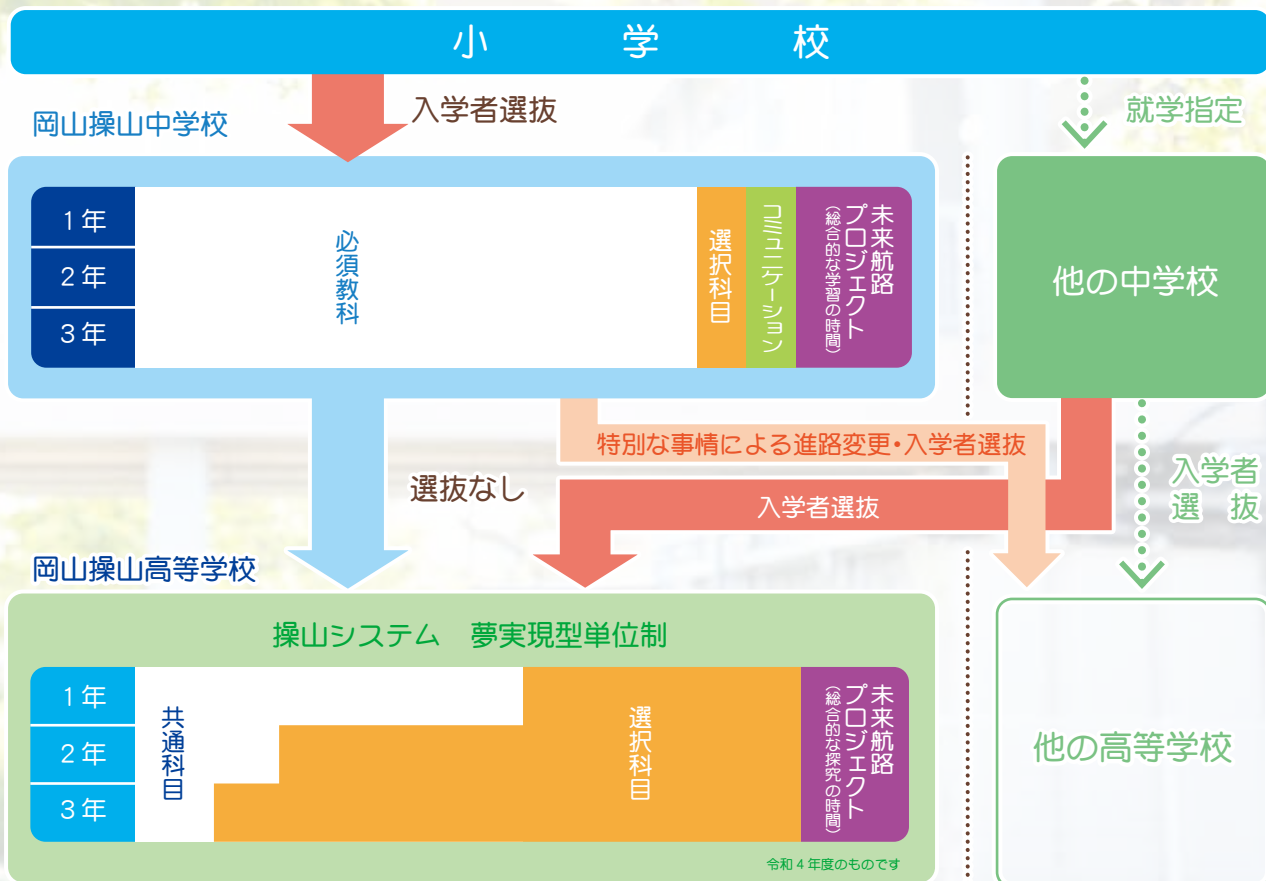 小学校
入学者選抜
就学指定
岡山操山中学校
1年
2年
3年
必須教科
選択科目
コミュニケーション
未来航路
プロジェクト
（総合的な学習の時間）
他の中学校
特別な事情による進路変更・入学者選抜
選抜なし
入学者選抜
入学者
選抜
岡山操山高等学校
操山システム 夢実現型単位制
1年
2年
3年
共通科目
選択科目
未来航路
プロジェクト
（総合的な探究の時間）
他の高等学校
令和4年度のものです